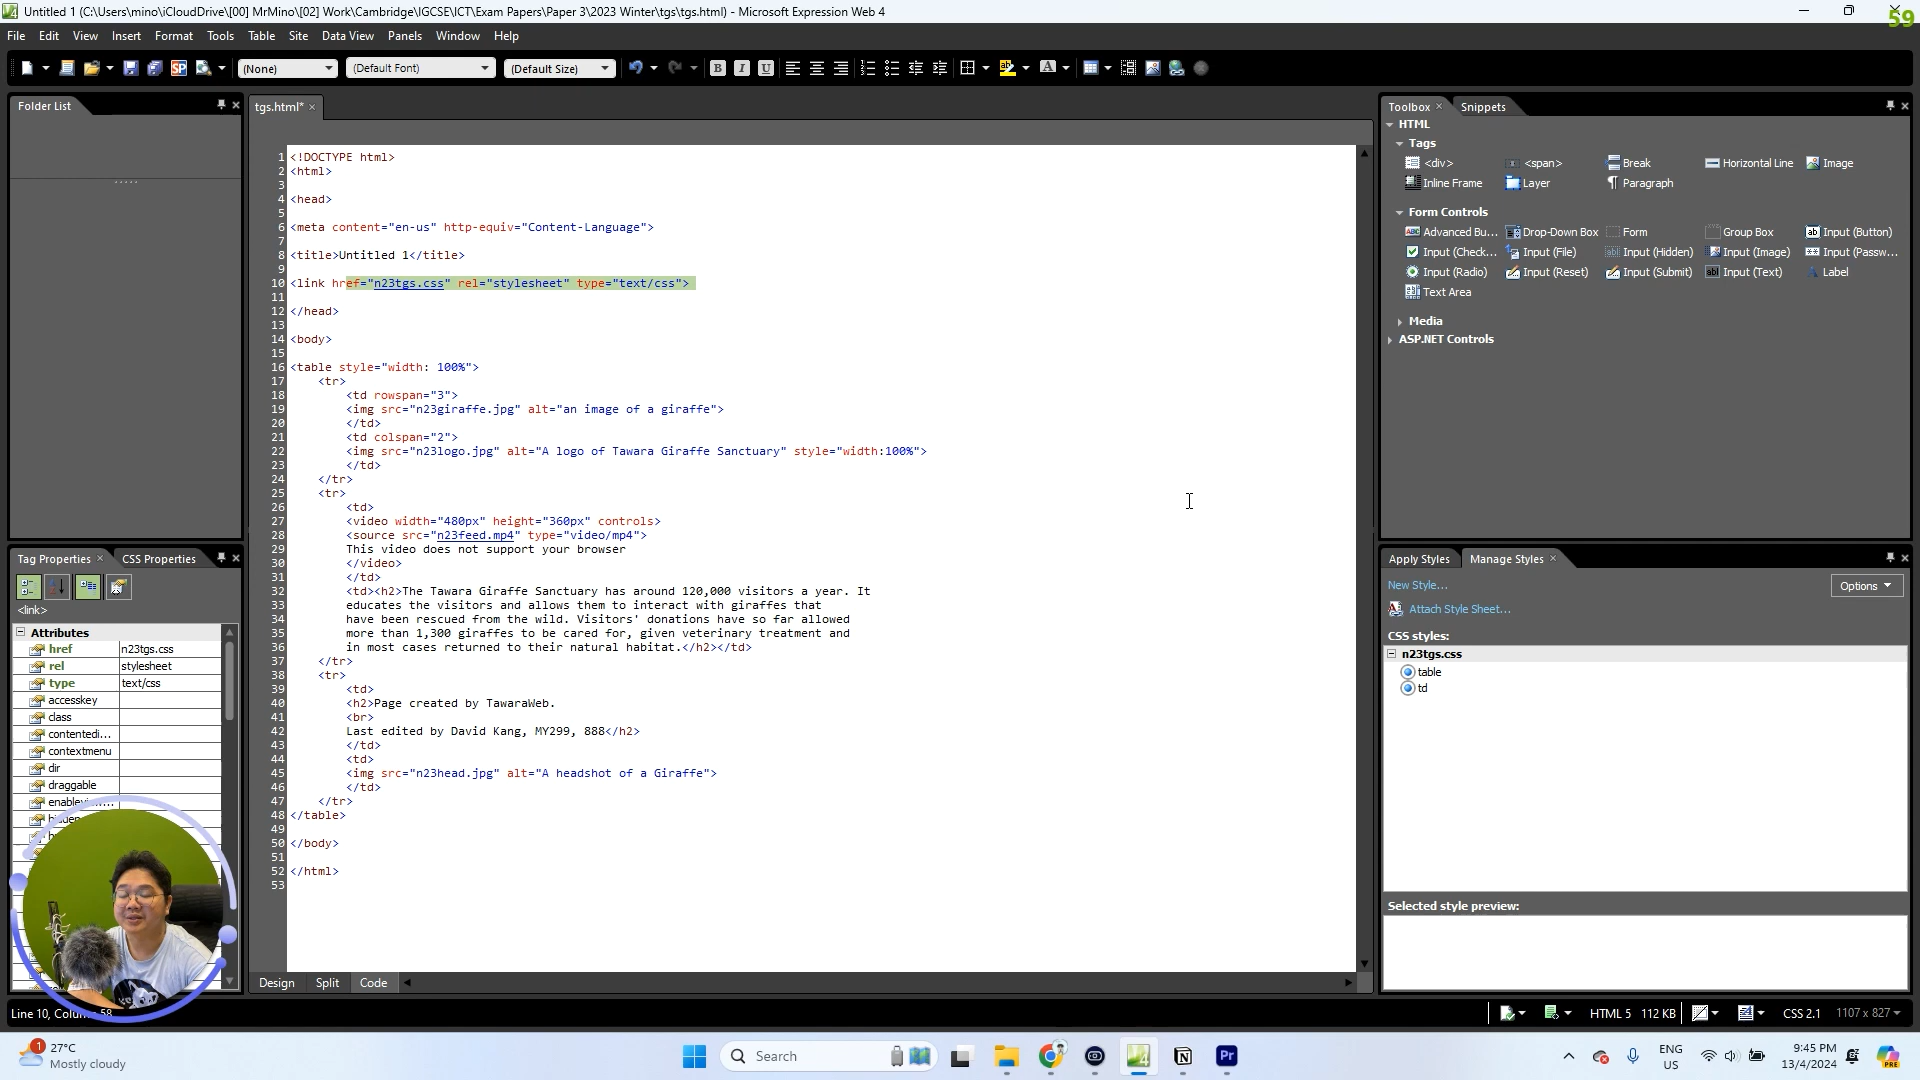 Untitled 1 (C:\Users\mino\iCloudDrive\[00] MrMino\[02] Work\Cambridge\IGCSE\ICT\Exam Papers\Paper 3\2023 Winter\tgs\tgs.html) - Microsoft Expression Web 4
59
File Edit View Insert Format Tools Table Site Data View Panels Window Help
(None) (Default Font) (Default Size) B I U
Folder List
tgs.html*
1 <!DOCTYPE html>
2 <html>
3
4 <head>
5
6 <meta content="en-us" http-equiv="Content-Language">
7
8 <title>Untitled 1</title>
9
10 <link href="n23tgs.css" rel="stylesheet" type="text/css">
11
12 </head>
13
14 <body>
15
16 <table style="width: 100%">
17 <tr>
18 <td rowspan="3">
19 <img src="n23giraffe.jpg" alt="an image of a giraffe">
20 </td>
21 <td colspan="2">
22 <img src="n23logo.jpg" alt="A logo of Tawara Giraffe Sanctuary" style="width:100%">
23 </td>
24 </tr>
25 <tr>
26 <td>
27 <video width="480px" height="360px" controls>
28 <source src="n23feed.mp4" type="video/mp4">
29 This video does not support your browser
30 </video>
31 </td>
32 <td><h2>The Tawara Giraffe Sanctuary has around 120,000 visitors a year. It
33 educates the visitors and allows them to interact with giraffes that
34 have been rescued from the wild. Visitors' donations have so far allowed
35 more than 1,300 giraffes to be cared for, given veterinary treatment and
36 in most cases returned to their natural habitat.</h2></td>
37 </tr>
38 <tr>
39 <td>
40 <h2>Page created by TawaraWeb.
41 <br>
42 Last edited by David Kang, MY299, 888</h2>
43 </td>
44 <td>
45 <img src="n23head.jpg" alt="A headshot of a Giraffe">
46 </td>
47 </tr>
48 </table>
49
50 </body>
51
52 </html>
53
Design Split Code
Tag Properties CSS Properties
<link>
Attributes
href n23tgs.css
rel stylesheet
type text/css
accesskey
class
contentedi...
contextmenu
dir
draggable
Toolbox Snippets
HTML
Tags
<div> <span> Break Horizontal Line Image
Inline Frame Layer Paragraph
Form Controls
Advanced Bu... Drop-Down Box Form Group Box Input (Button)
Input (Check... Input (File) Input (Hidden) Input (Image) Input (Passw...
Input (Radio) Input (Reset) Input (Submit) Input (Text) Label
Text Area
Media
ASP.NET Controls
Apply Styles Manage Styles
New Style... Options
Attach Style Sheet...
CSS styles:
n23tgs.css
table
td
Selected style preview:
Line 10, Column 58
HTML 5 112 KB CSS 2.1 1107 x 827
1
27°C
Mostly cloudy
Search
Pr
ENG
US
9:45 PM
13/4/2024
PRE